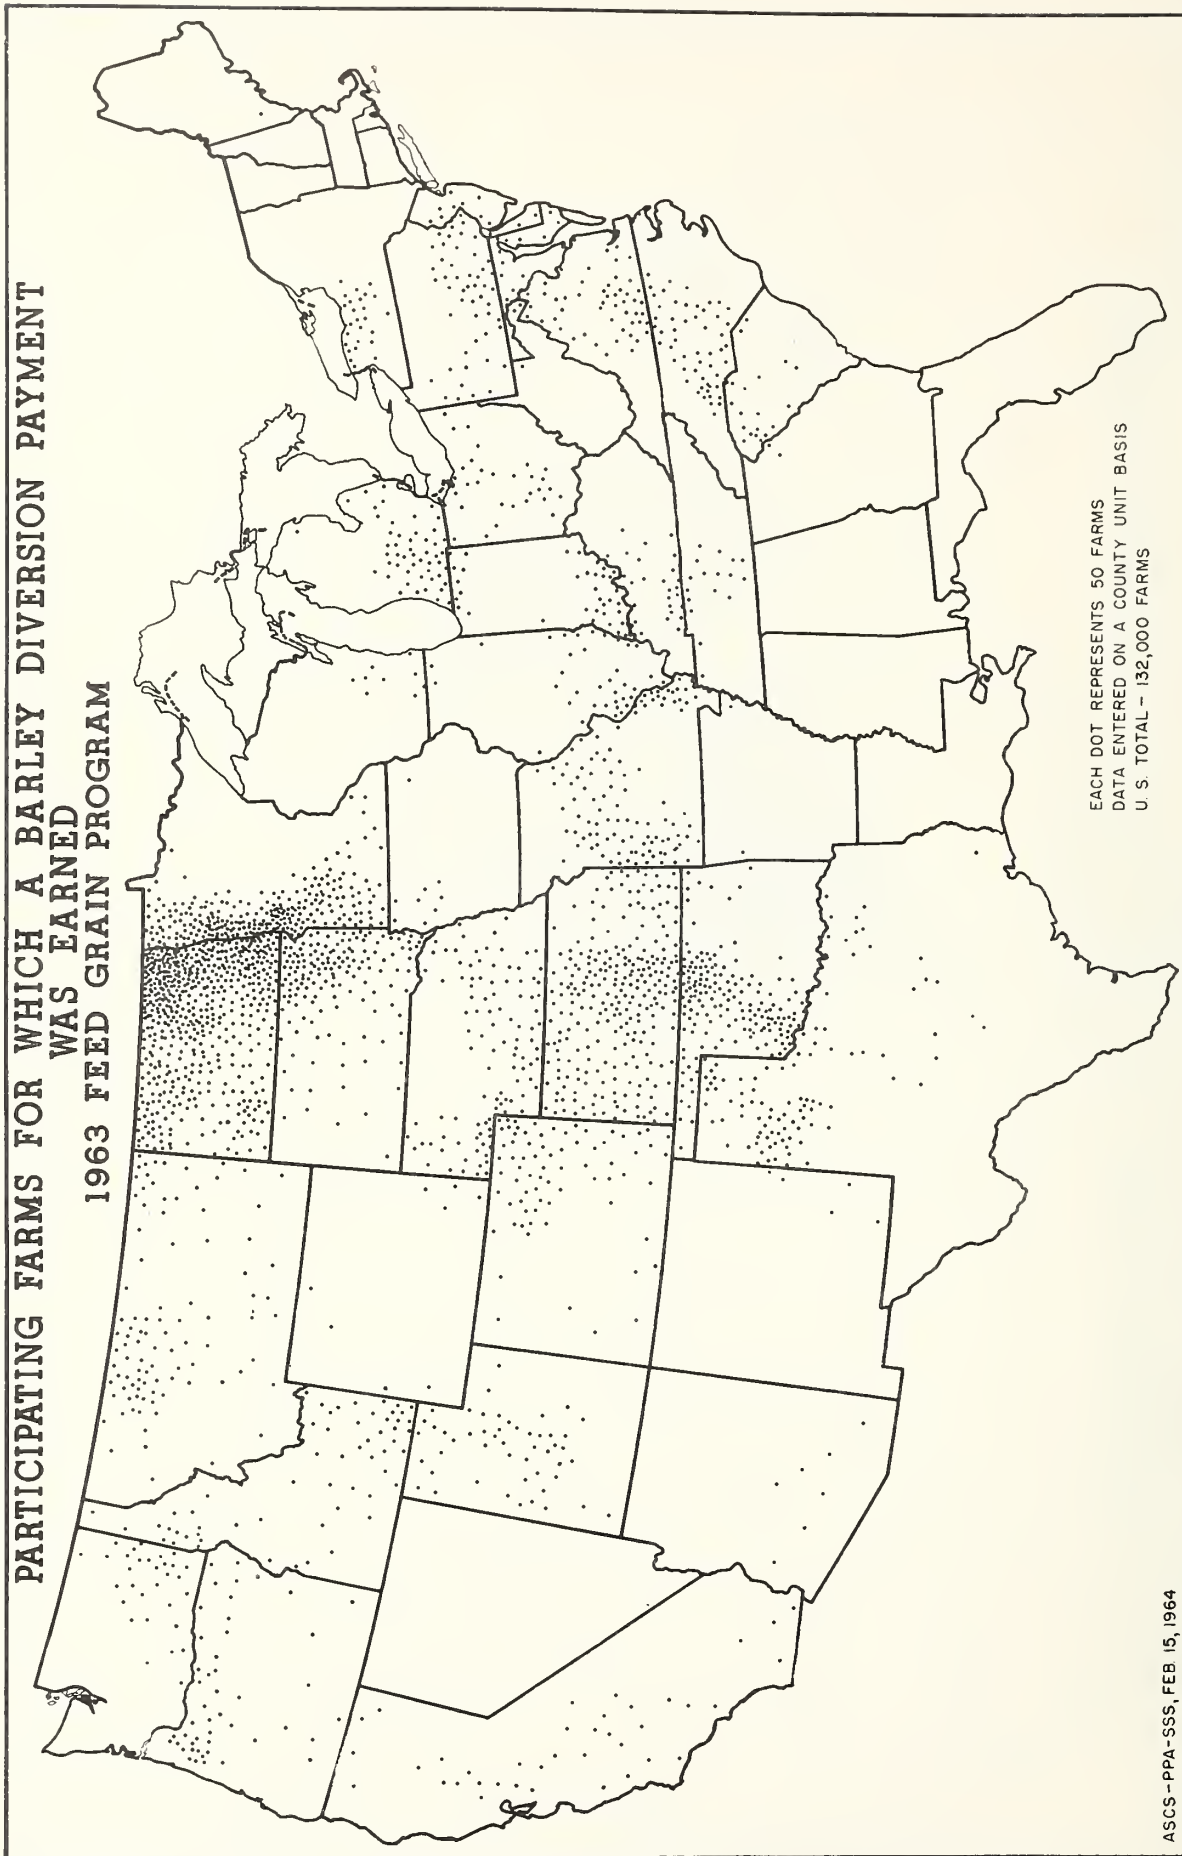 PARTICIPATING FARMS FOR WHICH A BARLEY DIVERSION PAYMENT
WAS EARNED
1963 FEED GRAIN PROGRAM
EACH DOT REPRESENTS 50 FARMS
DATA ENTERED ON A COUNTY UNIT BASIS
U. S. TOTAL - 132,000 FARMS
ASCS-PPA-SSS, FEB. 15, 1964